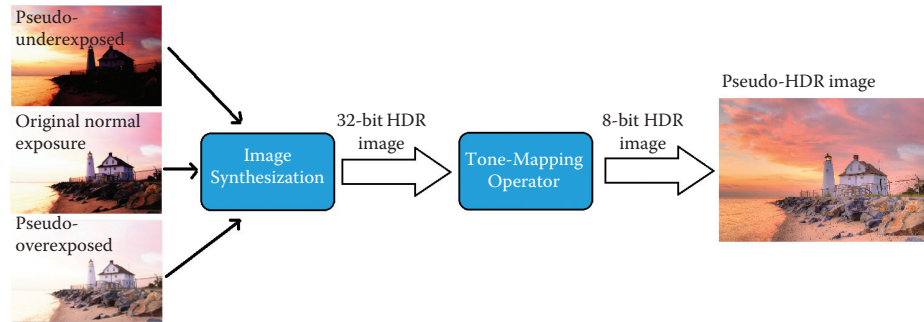 Pseudo-
underexposed
Original normal
exposure
Pseudo-
overexposed
Image
Synthesization
32-bit HDR
image
Tone-Mapping
Operator
8-bit HDR
image
Pseudo-HDR image